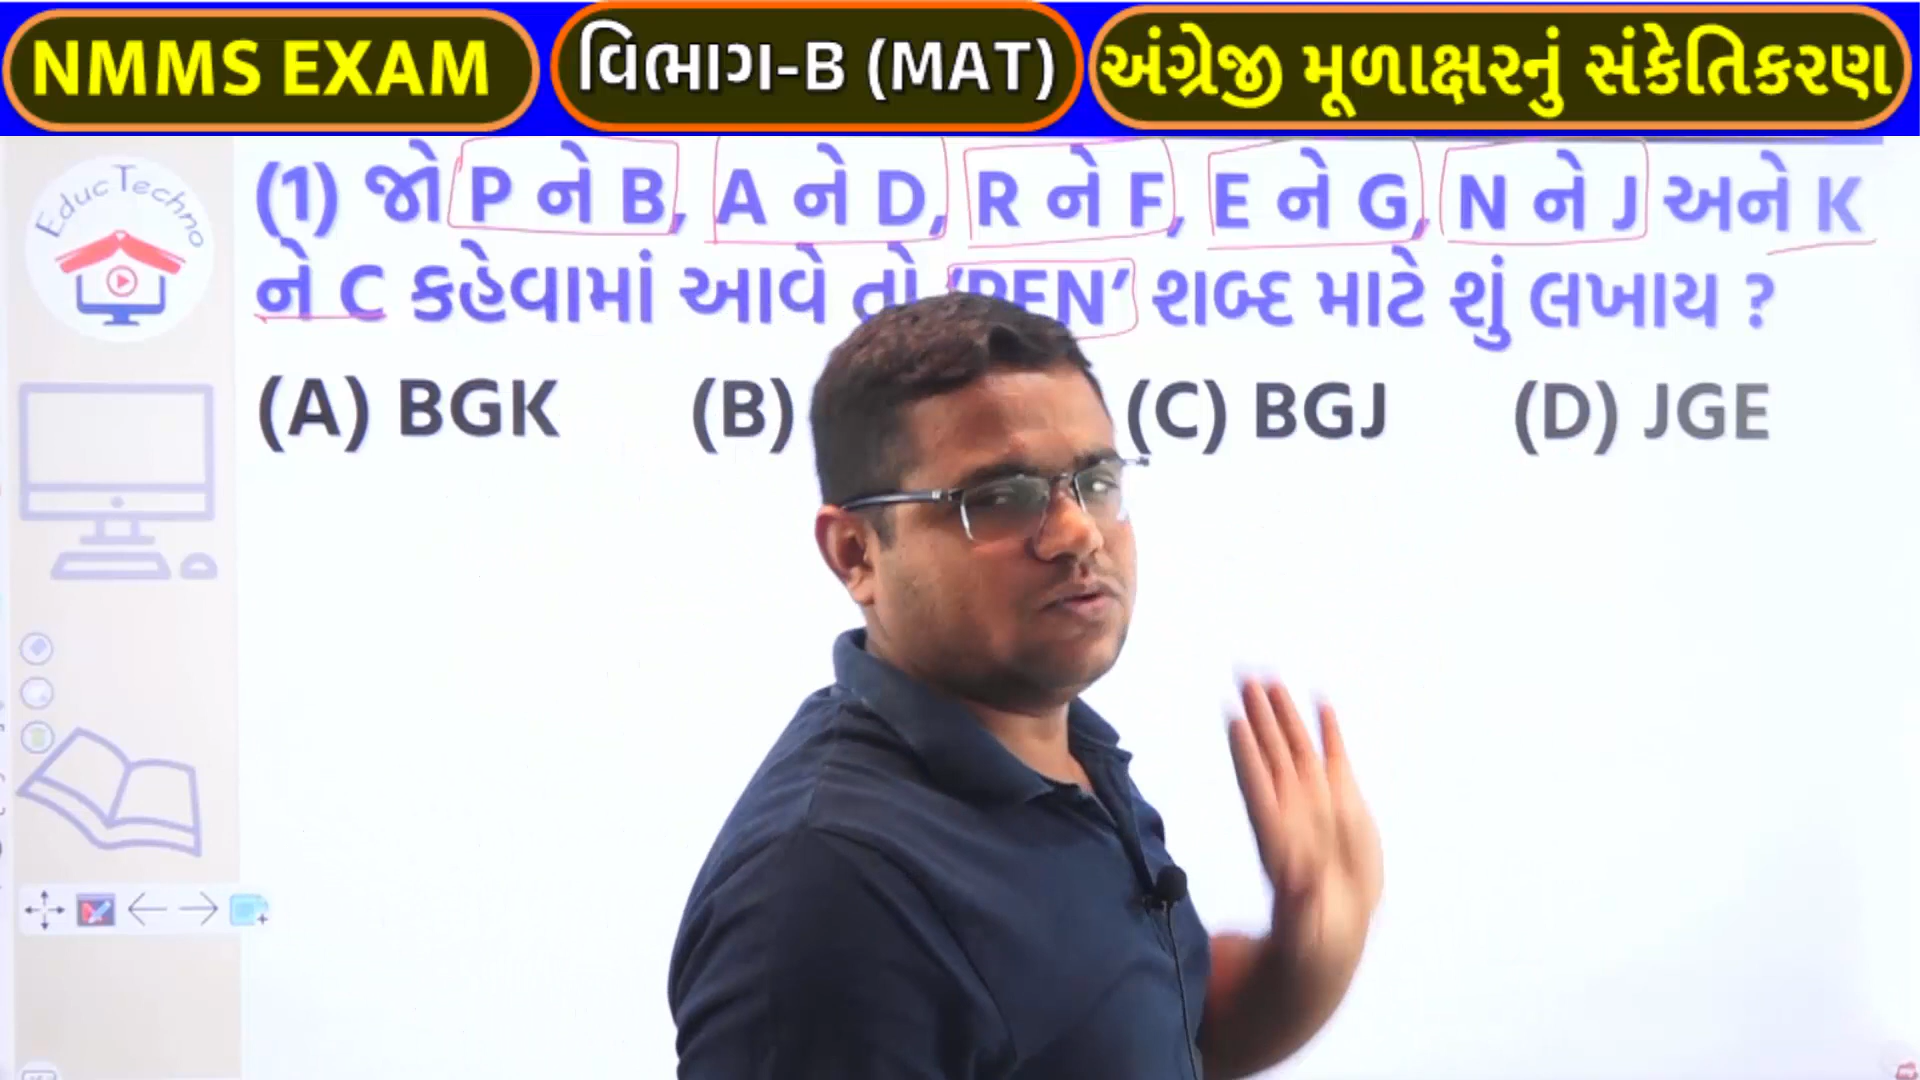 NMMS EXAM
વિભાગ-B (MAT)
અંગ્રેજી મૂળાક્ષરનું સંકેતિકરણ
EducTechno
(1) જો P ને B, A ને D, R ને F, E ને G, N ને J અને K
ને C કહેવામાં આવે તો ‘PEN’ શબ્દ માટે શું લખાય ?
(A) BGK (B) (C) BGJ (D) JGE